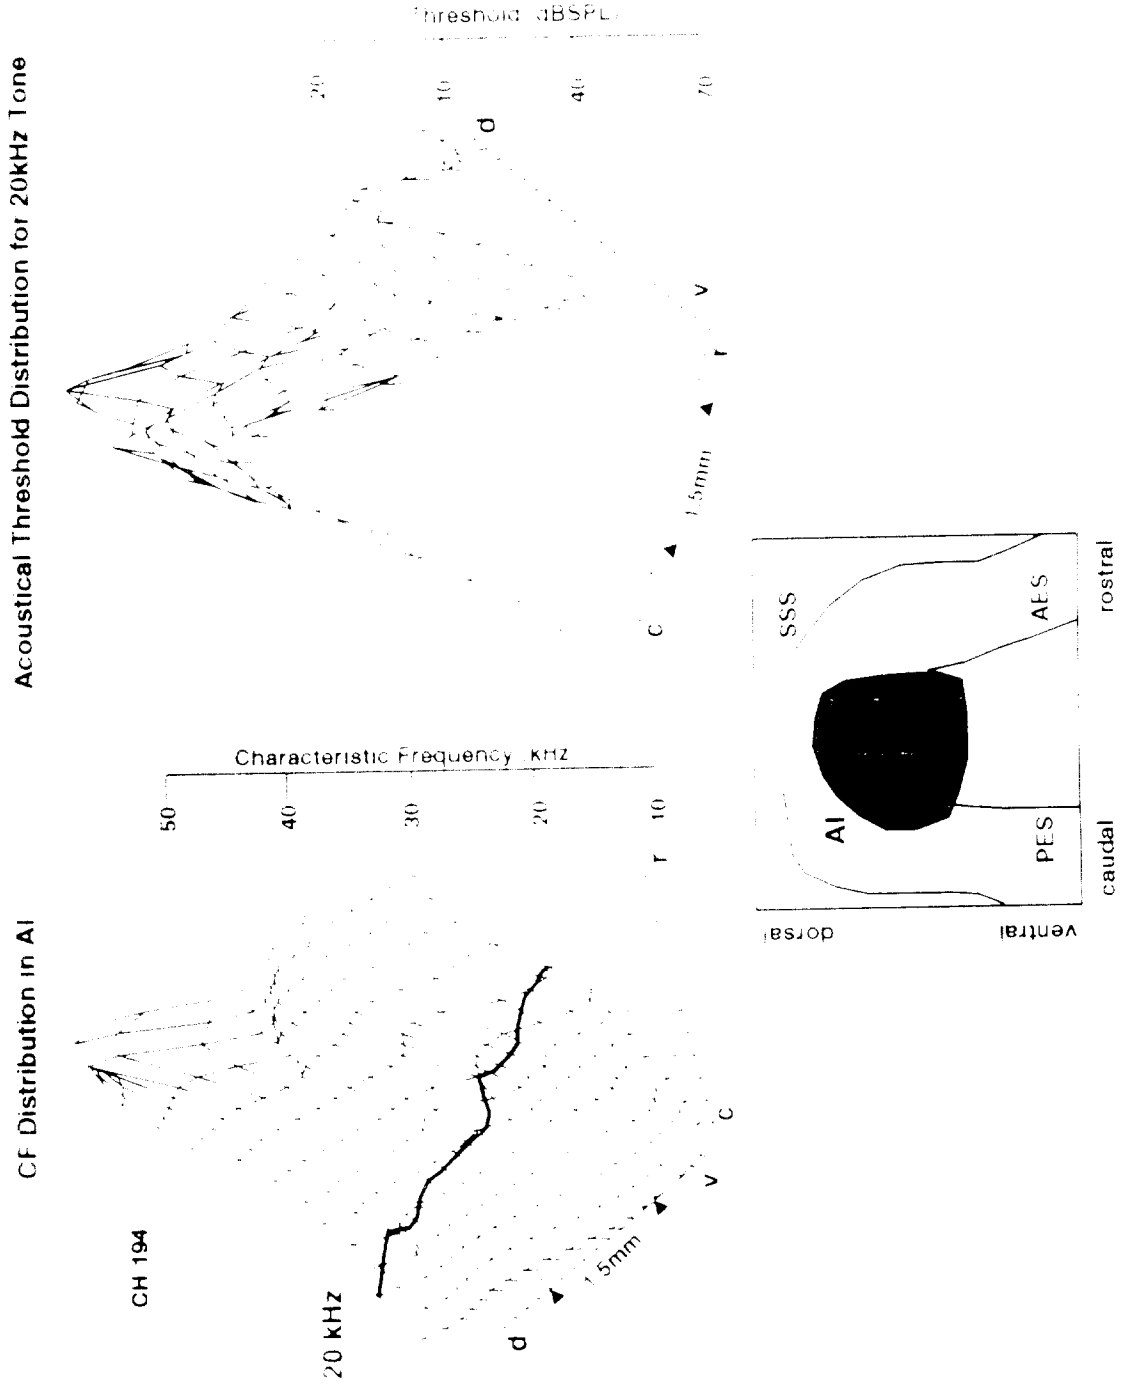 CF Distribution in AI
CH 194
20 kHz
50
40
30
20
10
Characteristic Frequency kHz
d
1.5mm
v
c
r
Acoustical Threshold Distribution for 20kHz Tone
Threshold dBSPL
20
10
40
70
c
1.5mm
r
v
d
dorsal
ventral
AI
SSS
PES
AES
caudal
rostral